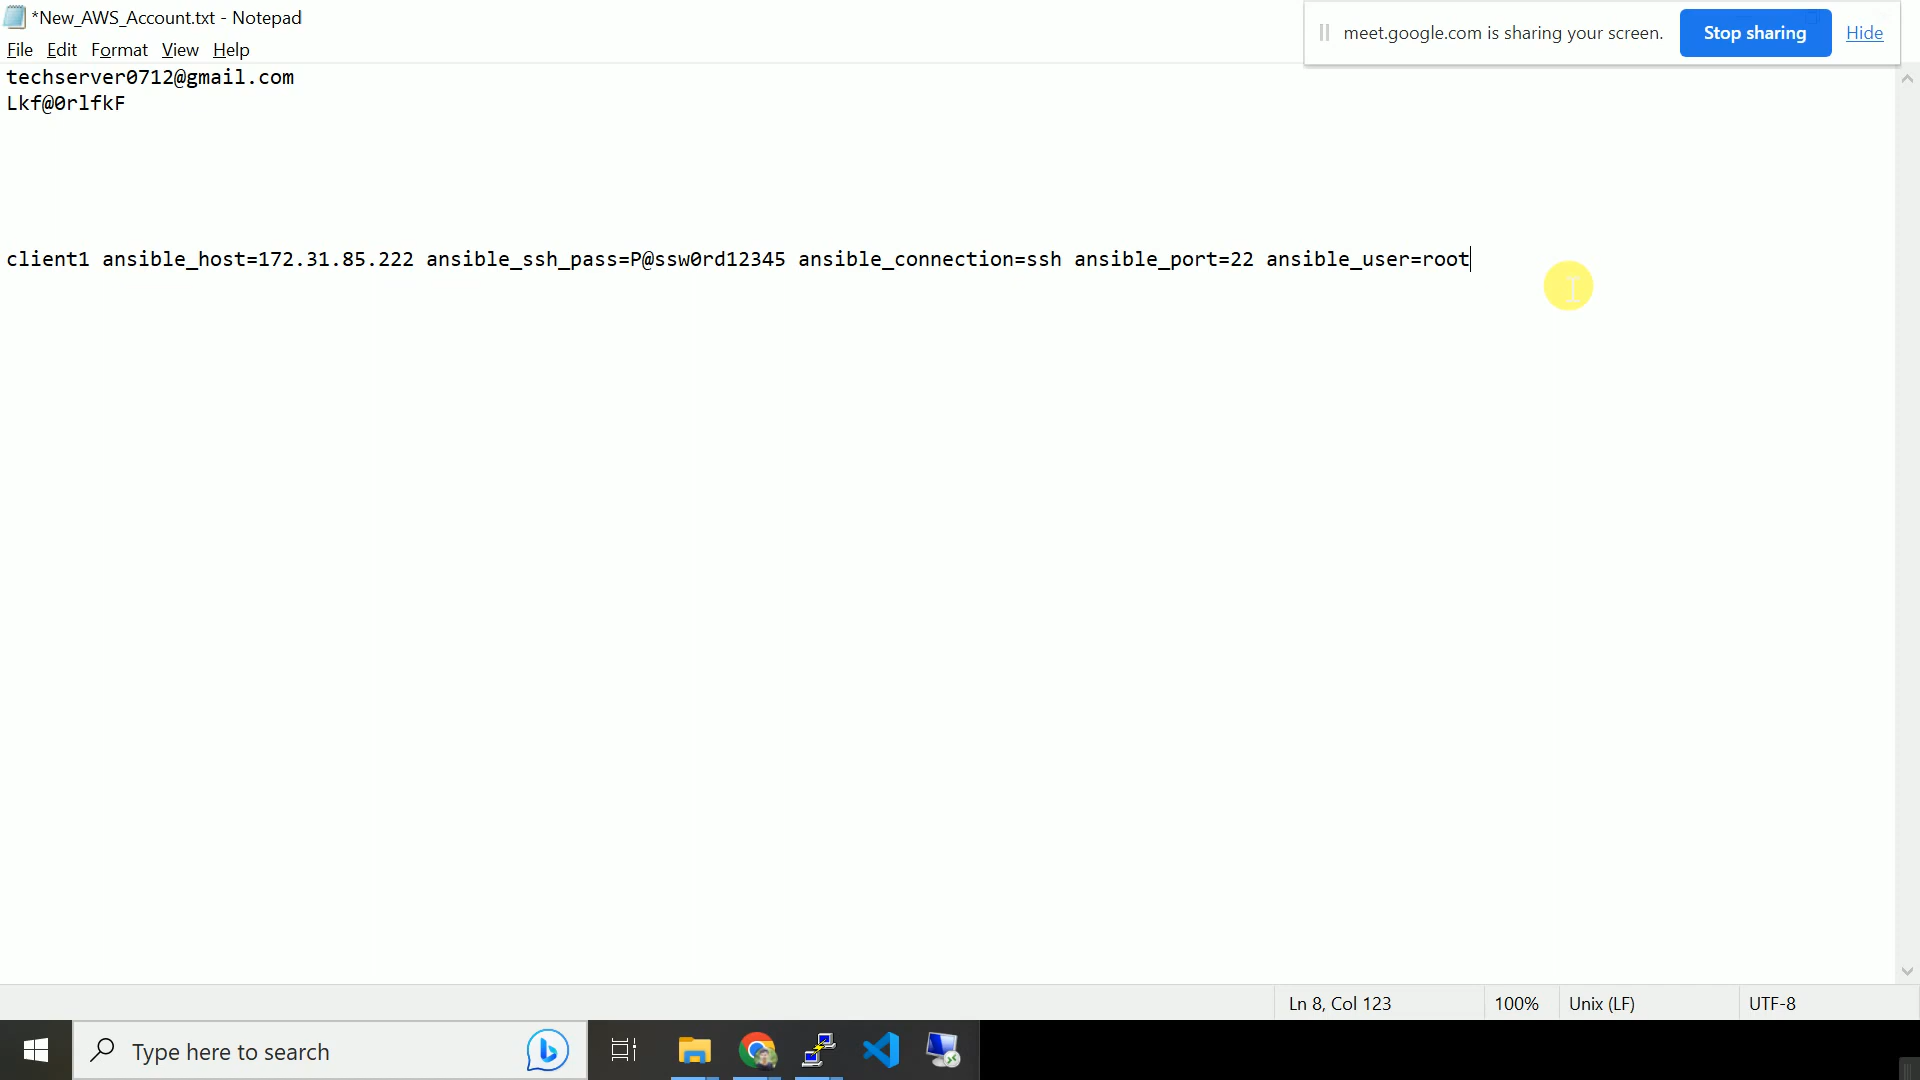 *New_AWS_Account.txt - Notepad
meet.google.com is sharing your screen. Stop sharing Hide
File Edit Format View Help
techserver0712@gmail.com
Lkf@0rlfkF
client1 ansible_host=172.31.85.222 ansible_ssh_pass=P@ssw0rd12345 ansible_connection=ssh ansible_port=22 ansible_user=root
Ln 8, Col 123 100% Unix (LF) UTF-8
Type here to search